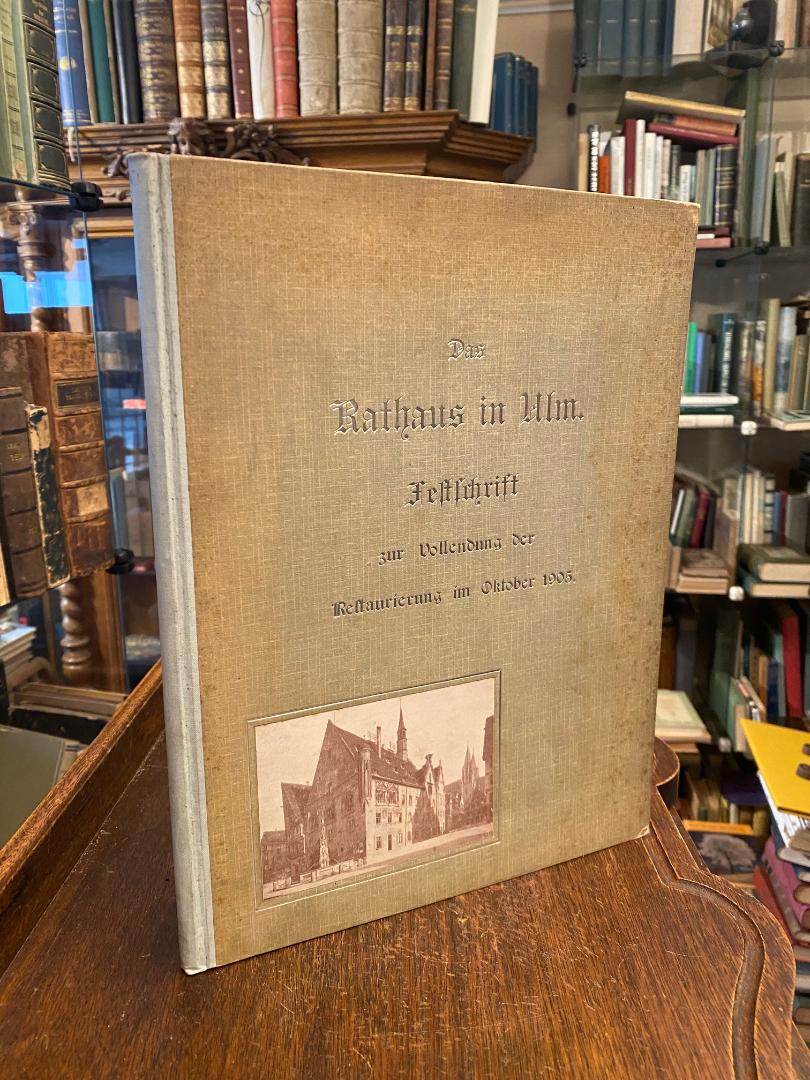 Das
Rathaus in Ulm.
Festschrift
zur Vollendung der
Restaurierung im Oktober 1905.